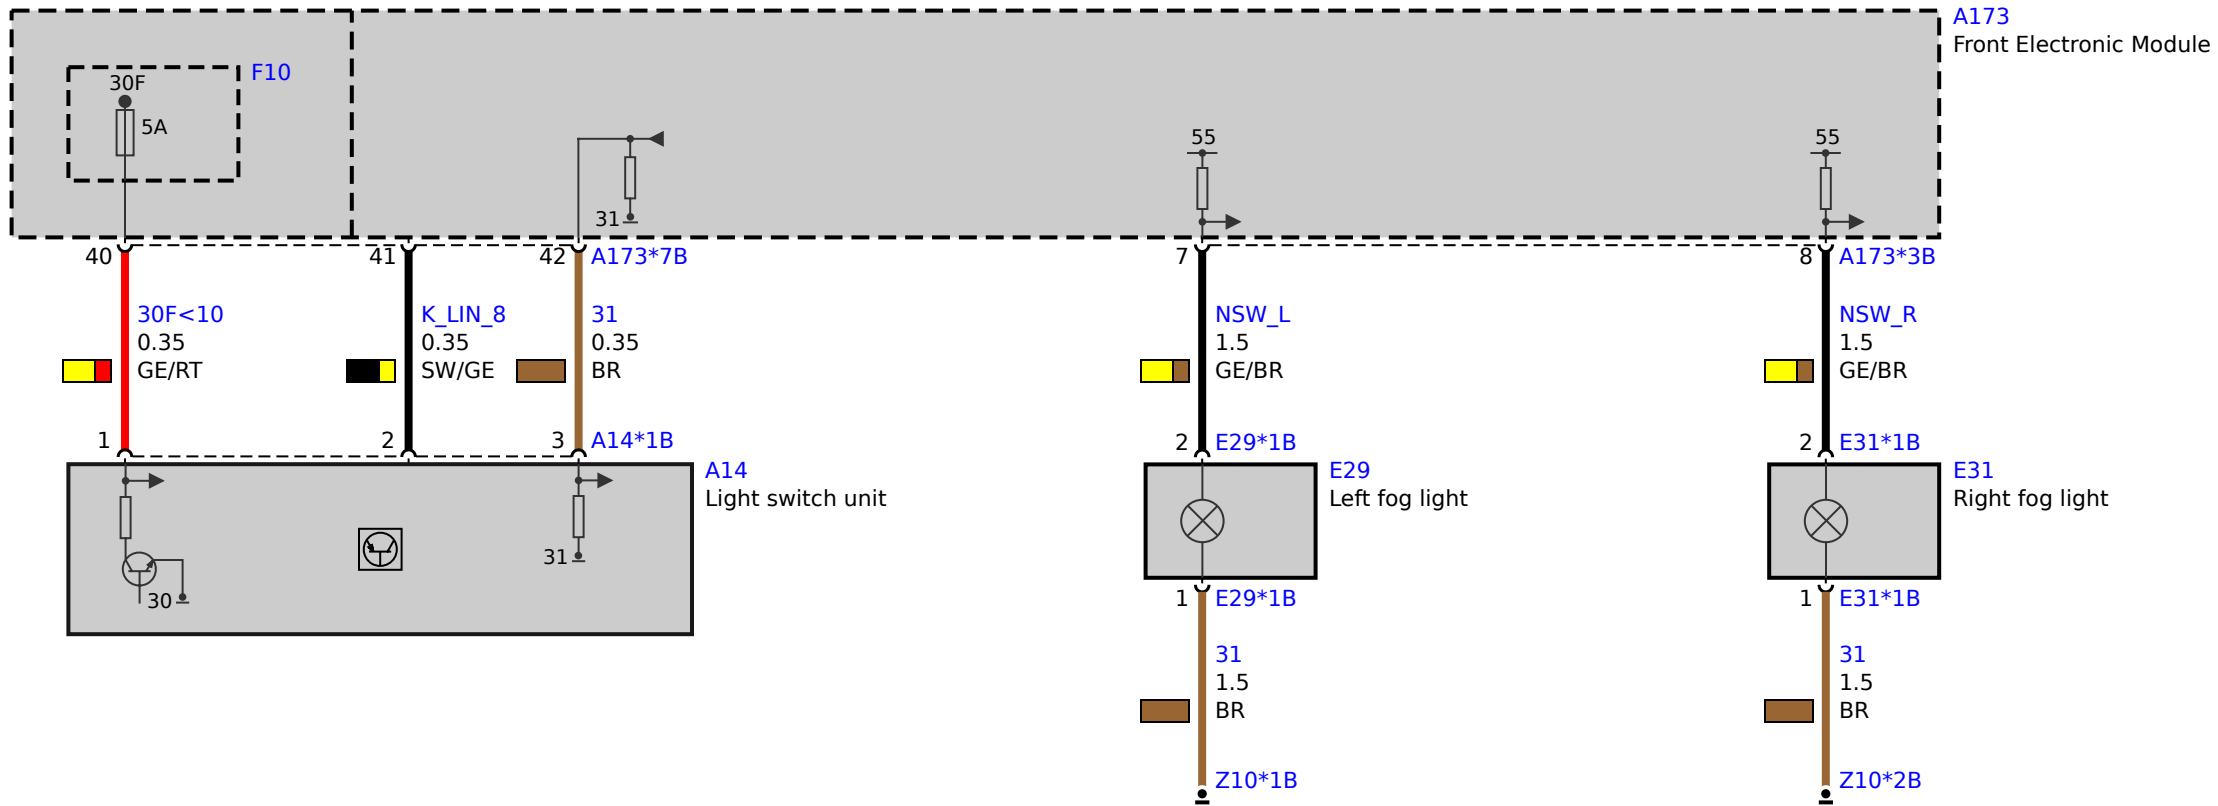 A173
Front Electronic Module
F10
30F
5A
31
55
55
40
41
42
A173*7B
7
8
A173*3B
30F<10
0.35
GE/RT
K_LIN_8
0.35
SW/GE
31
0.35
BR
NSW_L
1.5
GE/BR
NSW_R
1.5
GE/BR
1
2
3
A14*1B
2
E29*1B
2
E31*1B
A14
Light switch unit
30
31
E29
Left fog light
E31
Right fog light
1
E29*1B
1
E31*1B
31
1.5
BR
31
1.5
BR
Z10*1B
Z10*2B